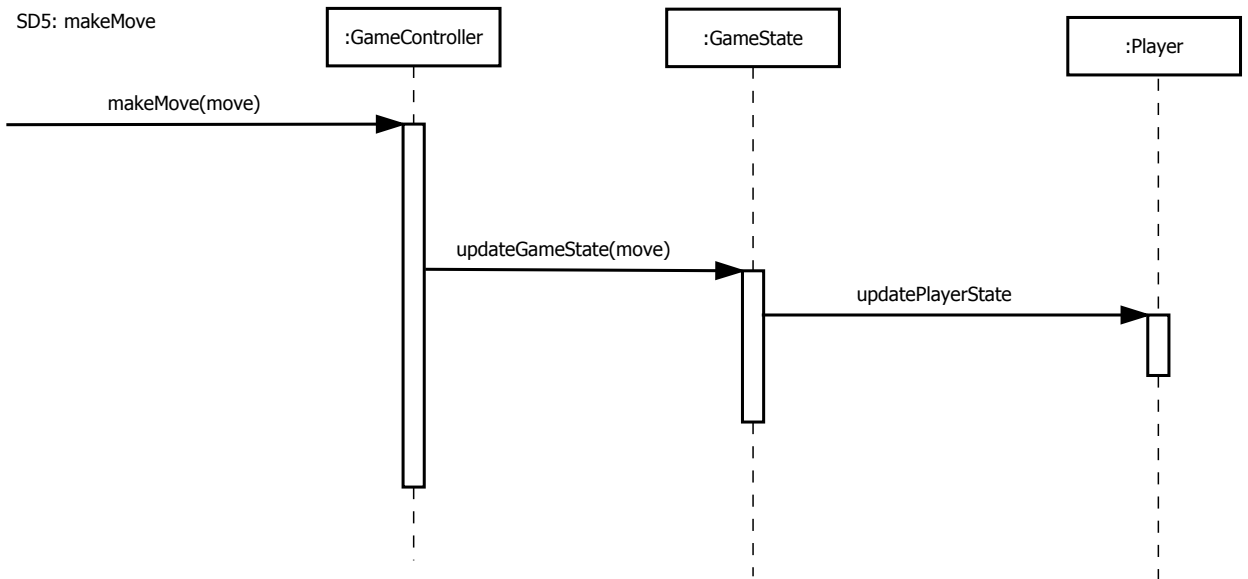 SD5: makeMove
:GameController
:GameState
:Player
makeMove(move)
updateGameState(move)
updatePlayerState